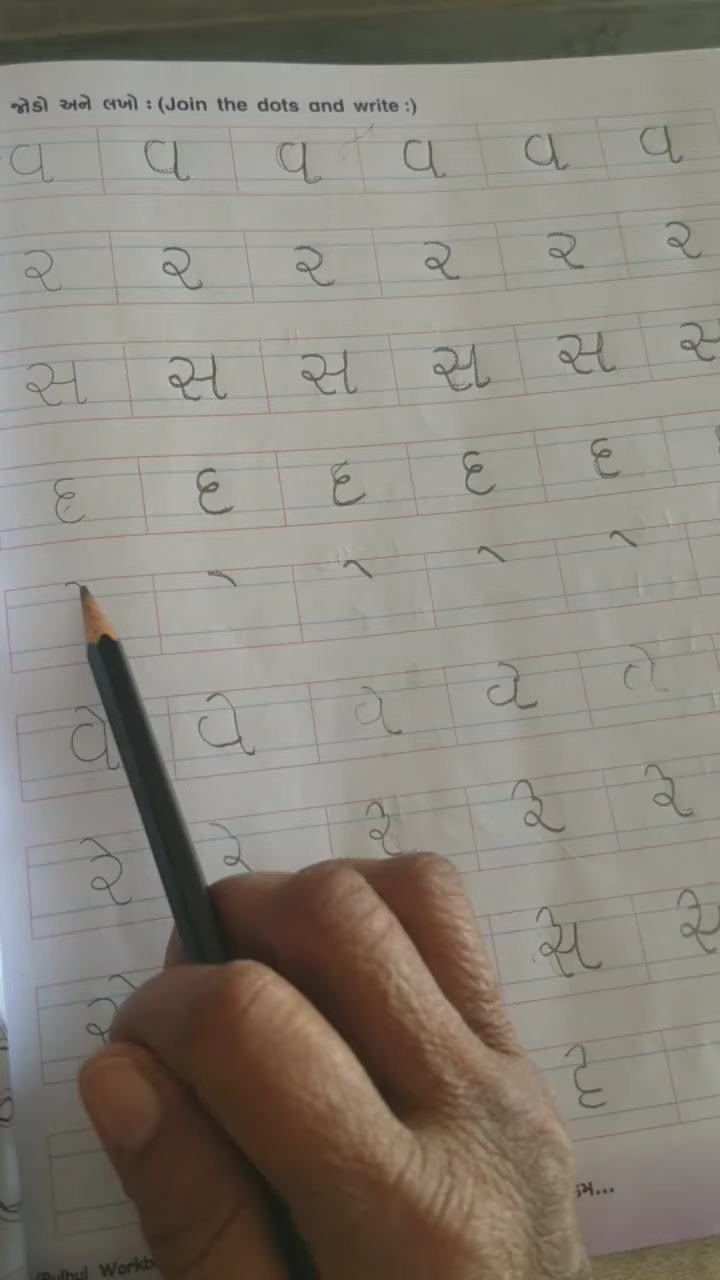 જોડો અને લખો : (Join the dots and write :)
વ વ વ વ વ વ
ર ર ર ર ર ર
સ સ સ સ સ સ
દ દ દ દ દ
ે ે ે ે ે
વે વે વે વે વે
રે રે રે રે રે
સે સે
દે